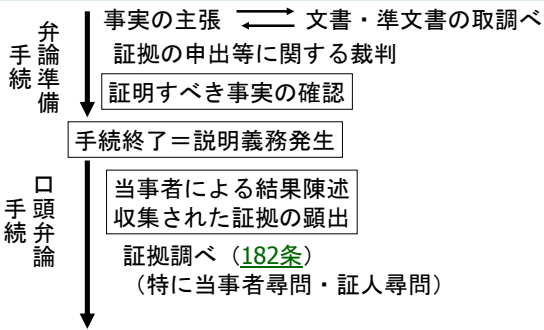 弁論準備
手続
事実の主張 文書・準文書の取調べ
証拠の申出等に関する裁判
証明すべき事実の確認
手続終了＝説明義務発生
口頭弁論
手続
当事者による結果陳述
収集された証拠の顕出
証拠調べ（182条）
（特に当事者尋問・証人尋問）